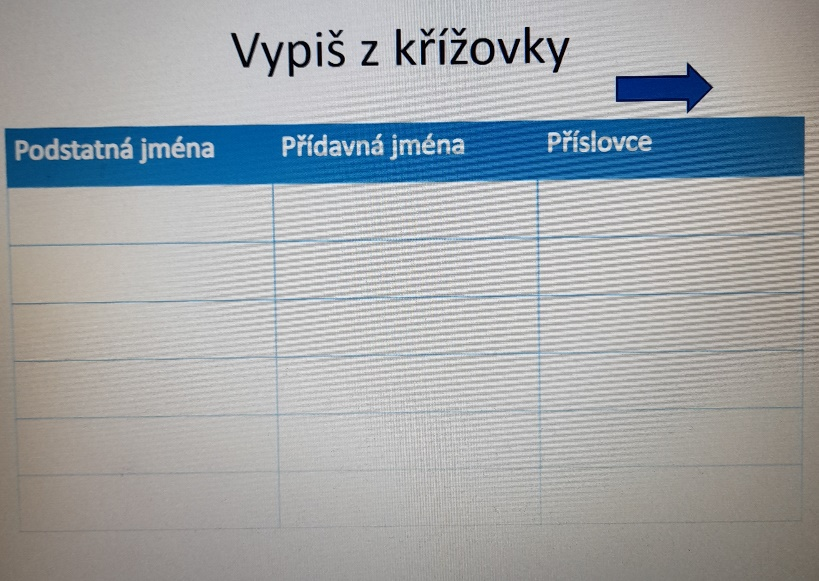 Vypiš z křížovky
Podstatná jména
Přídavná jména
Příslovce